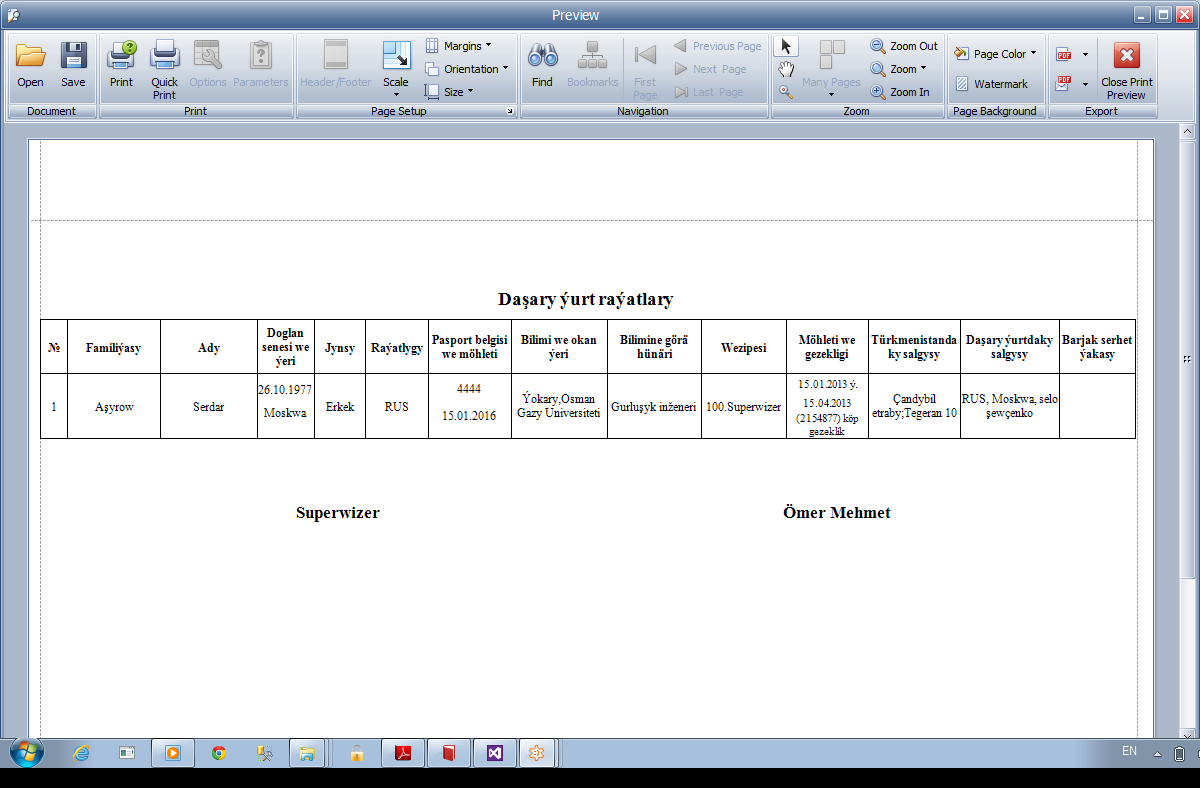 Preview
Open
Save
Document
Print
Quick
Print
Options
Parameters
Print
Header/Footer
Scale
Margins
Orientation
Size
Page Setup
Find
Bookmarks
First
Page
Previous Page
Next Page
Last Page
Navigation
Many Pages
Zoom Out
Zoom
Zoom In
Zoom
Page Color
Watermark
Page Background
PDF
PDF
Export
Close Print
Preview
Daşary ýurt raýatlary
№
Familiýasy
Ady
Doglan
senesi we
ýeri
Jynsy
Raýatlygy
Pasport belgisi
we möhleti
Bilimi we okan
ýeri
Bilimine görä
hünäri
Wezipesi
Möhleti we
gezekligi
Türkmenistanda
ky salgysy
Daşary ýurtdaky
salgysy
Barjak serhet
ýakasy
1
Aşyrow
Serdar
26.10.1977
Moskwa
Erkek
RUS
4444
15.01.2016
Ýokary,Osman
Gazy Uniwersiteti
Gurluşyk inženeri
100.Superwizer
15.01.2013 ý.
15.04.2013
(2154877) köp
gezeklik
Çandybil
etraby;Tegeran 10
RUS, Moskwa, selo
şewçenko
Superwizer
Ömer Mehmet
EN